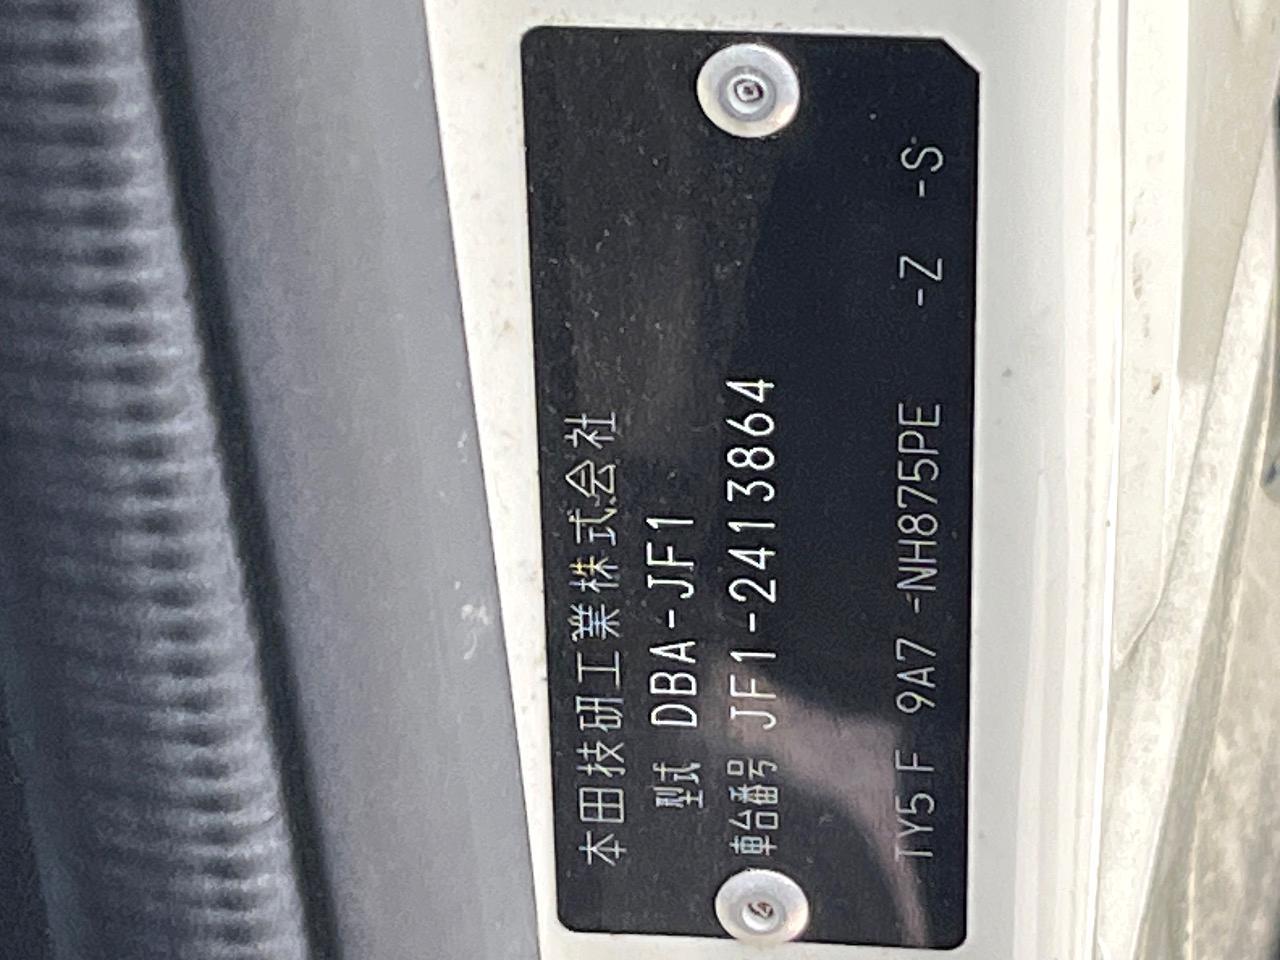 本田技研工業株式会社
型式 DBA-JF1
車台番号 JF1-2413864
TY5F 9A7 -NH875PE -Z -S